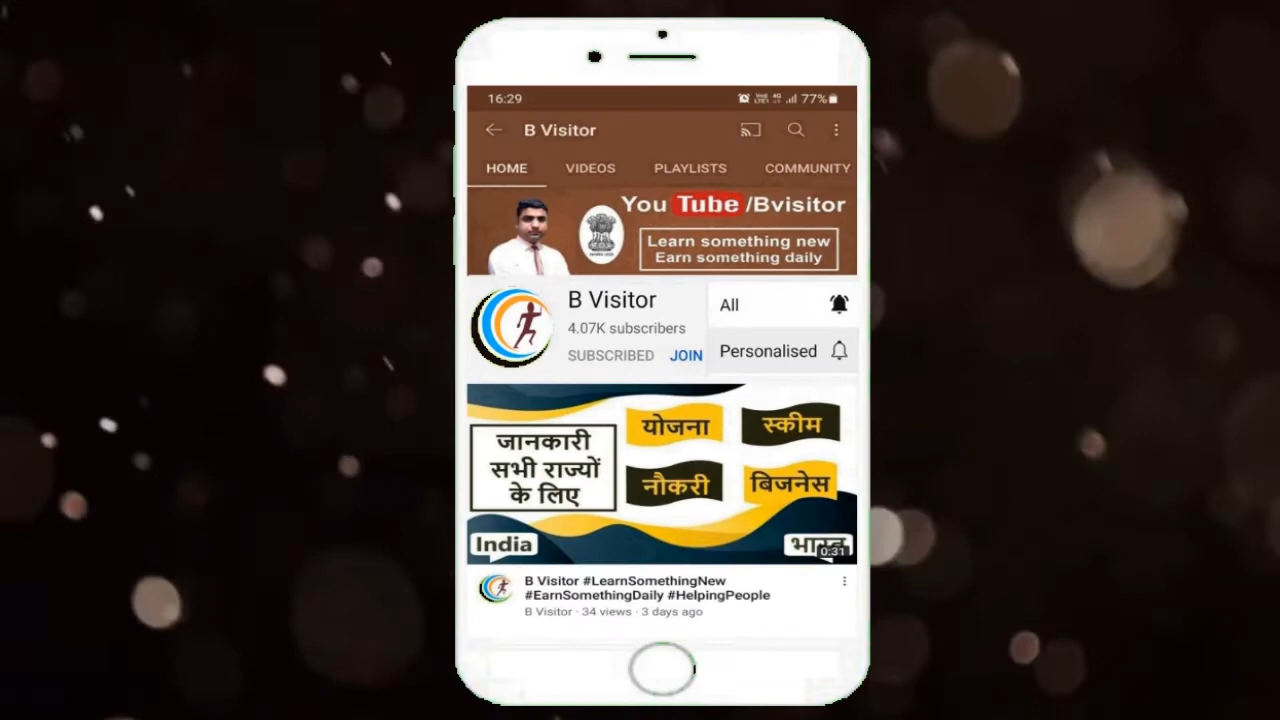 16:29
77%
B Visitor
HOME VIDEOS PLAYLISTS COMMUNITY
You Tube/Bvisitor
Learn something new
Earn something daily
B Visitor
4.07K subscribers
SUBSCRIBED JOIN
All
Personalised
जानकारी
सभी राज्यों
के लिए
योजना
स्कीम
नौकरी
बिजनेस
India
भारत
0:31
B Visitor #LearnSomethingNew
#EarnSomethingDaily #HelpingPeople
B Visitor · 34 views · 3 days ago